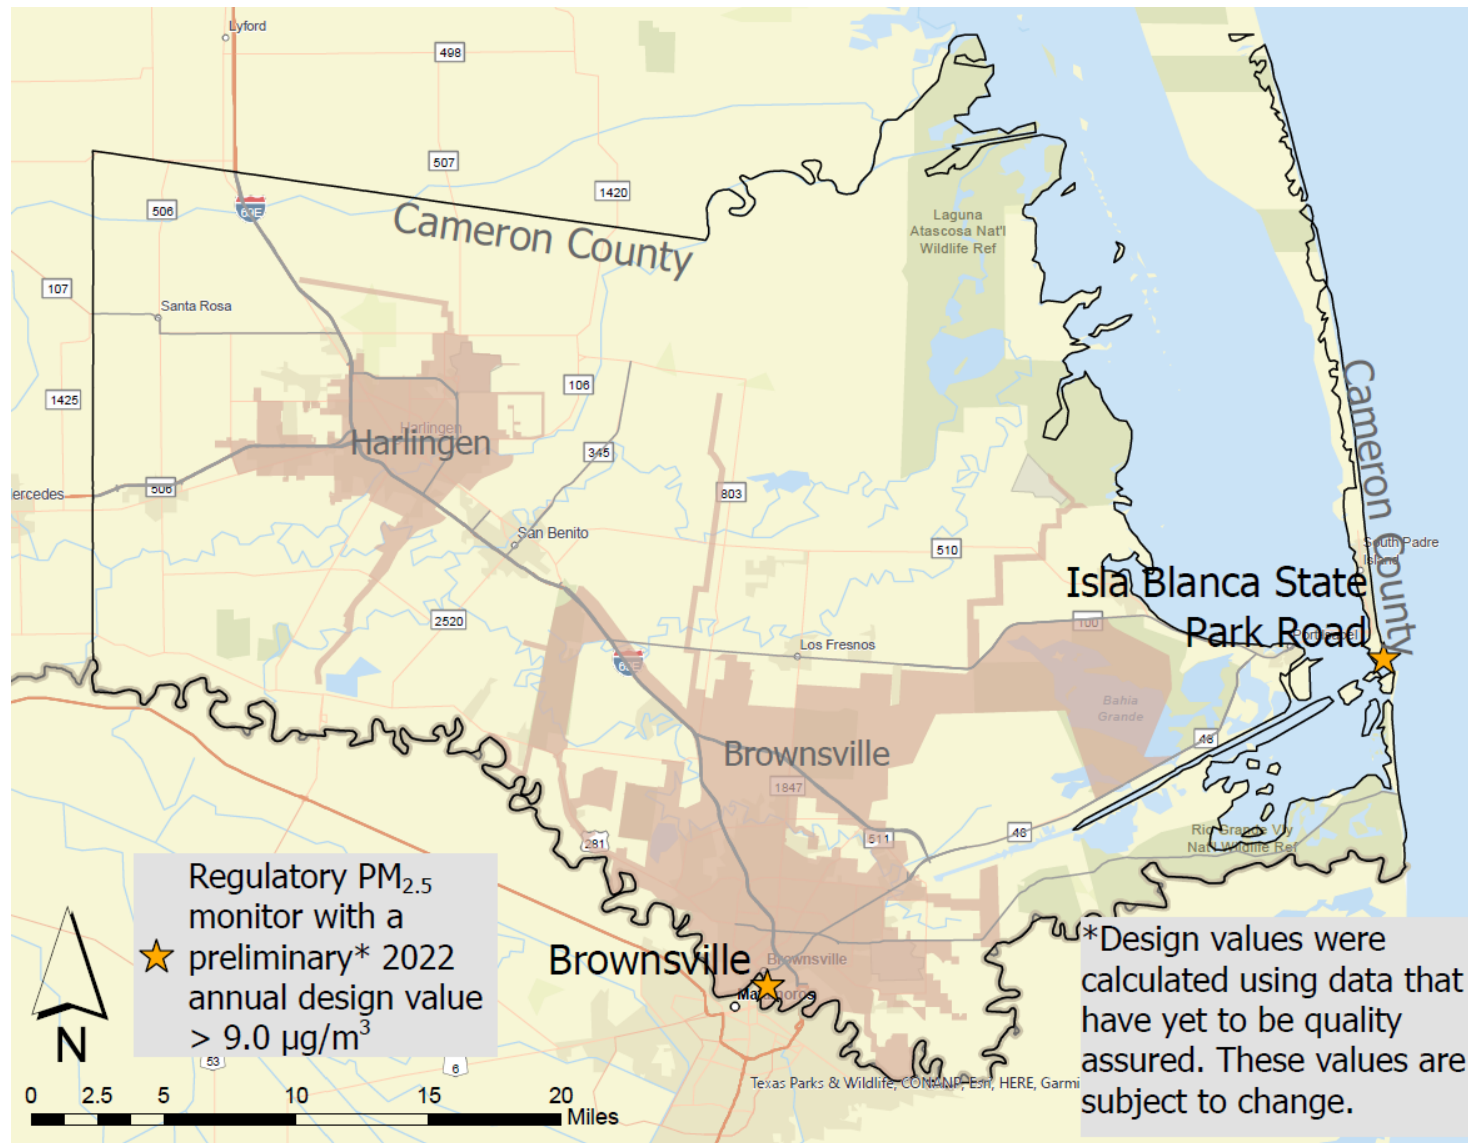 Lyford
498
507
506
69E
1420
Cameron County
Laguna
Atascosa Nat'l
Wildlife Ref
107
Santa Rosa
1425
106
Harlingen
Harlingen
345
506
803
San Benito
510
Cameron County
South Padre
Island
Isla Blanca State
Park Road
100
Port Isabel
2520
Los Fresnos
Bahia
Grande
48
Brownsville
1847
48
511
281
Rio Grande Vly
Nat'l Wildlife Ref
Regulatory PM2.5
monitor with a
preliminary* 2022
annual design value
> 9.0 µg/m³
Brownsville
Brownsville
Matamoros
*Design values were
calculated using data that
have yet to be quality
assured. These values are
subject to change.
N
53
6
0 2.5 5 10 15 20
Miles
Texas Parks & Wildlife, CONANP, Esri, HERE, Garmi